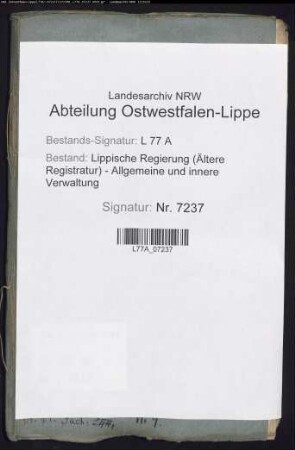 Landesarchiv NRW
Abteilung Ostwestfalen-Lippe
Bestands-Signatur: L 77 A
Bestand: Lippische Regierung (Ältere
Registratur) - Allgemeine und innere
Verwaltung
Signatur: Nr. 7237
L77A_07237